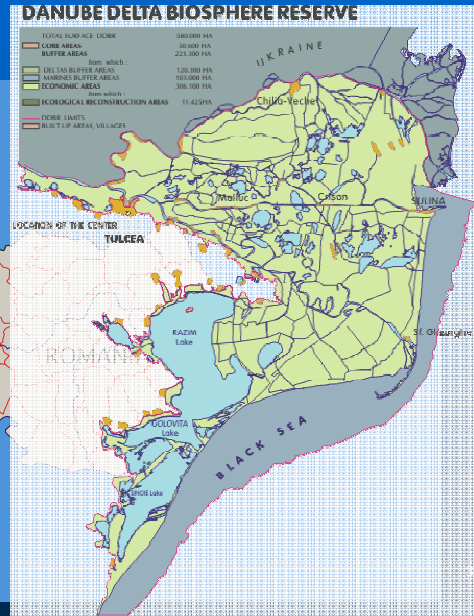 DANUBE DELTA BIOSPHERE RESERVE
TOTAL SURFACE DDBR 580.000 HA
CORE AREAS 50.600 HA
BUFFER AREAS 223.300 HA
from which :
DELTAS BUFFER AREAS 120.300 HA
MARINES BUFFER AREAS 103.000 HA
ECONOMIC AREAS 306.100 HA
from which :
ECOLOGICAL RECONSTRUCTION AREAS 11.425HA
DDBR LIMITS
BUILT UP AREAS, VILLAGES
UKRAINE
Chilia-Veche
Maliuc
Crisan
SULINA
LOCATION OF THE CENTER
TULCEA
RAZIM
Lake
Sf. Gheorghe
ROMANIA
GOLOVITA
Lake
BLACK SEA
SINOE Lake